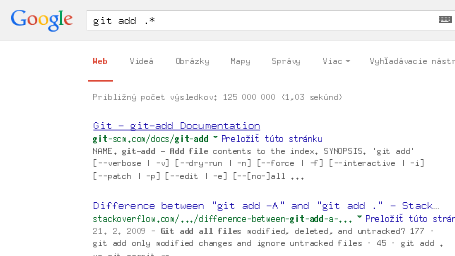 Google
git add .*
Web Videá Obrázky Mapy Správy Viac Vyhľadávacie
Približný počet výsledkov: 125 000 000 (1,03 sekúnd)
Git - git-add Documentation
git-scm.com/docs/git-add Preložiť túto stránku
NAME. git-add - Add file contents to the index. SYNOPSIS. 'git add'
[--verbose | -v] [--dry-run | -n] [--force | -f] [--interactive | -i]
[--patch | -p] [--edit | -e] [--[no-]all ...
Difference between "git add -A" and "git add ." - Stack...
stackoverflow.com/.../difference-between-git-add-a-... Preložiť túto
21. 2. 2009 - Git add all files modified, deleted, and untracked? 177 ·
git add only modified changes and ignore untracked files · 45 · git add .